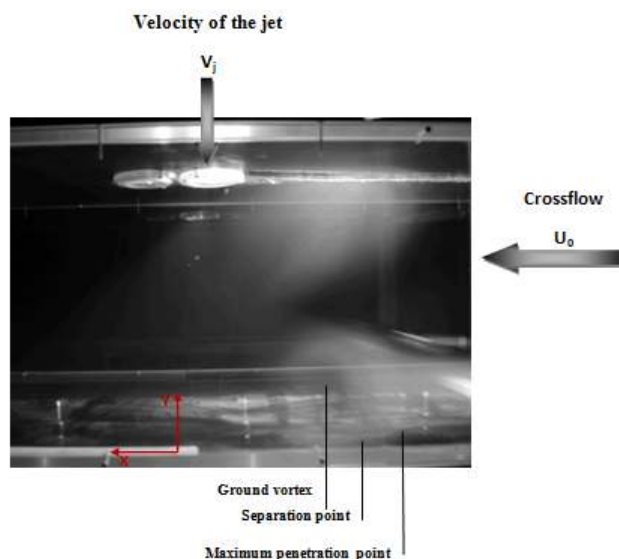 Velocity of the jet
Vj
Crossflow
U0
Y
X
Ground vortex
Separation point
Maximum penetration point